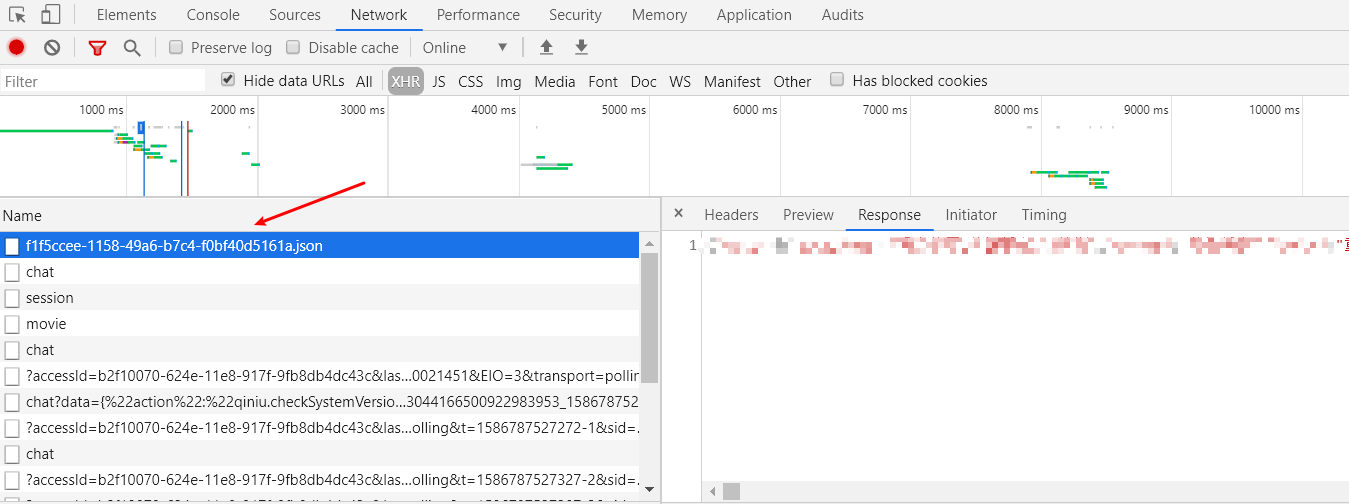 Elements Console Sources Network Performance Security Memory Application Audits
Preserve log Disable cache Online
Filter Hide data URLs All XHR JS CSS Img Media Font Doc WS Manifest Other Has blocked cookies
1000 ms 2000 ms 3000 ms 4000 ms 5000 ms 6000 ms 7000 ms 8000 ms 9000 ms 10000 ms
Name × Headers Preview Response Initiator Timing
f1f5ccee-1158-49a6-b7c4-f0bf40d5161a.json 1
chat
session
movie
chat
?accessId=b2f10070-624e-11e8-917f-9fb8db4dc43c&las...0021451&EIO=3&transport=pollin
chat?data={%22action%22:%22qiniu.checkSystemVersio...3044166500922983953_158678752
?accessId=b2f10070-624e-11e8-917f-9fb8db4dc43c&las...olling&t=1586787527272-1&sid=...
chat
?accessId=b2f10070-624e-11e8-917f-9fb8db4dc43c&las...olling&t=1586787527327-2&sid=...